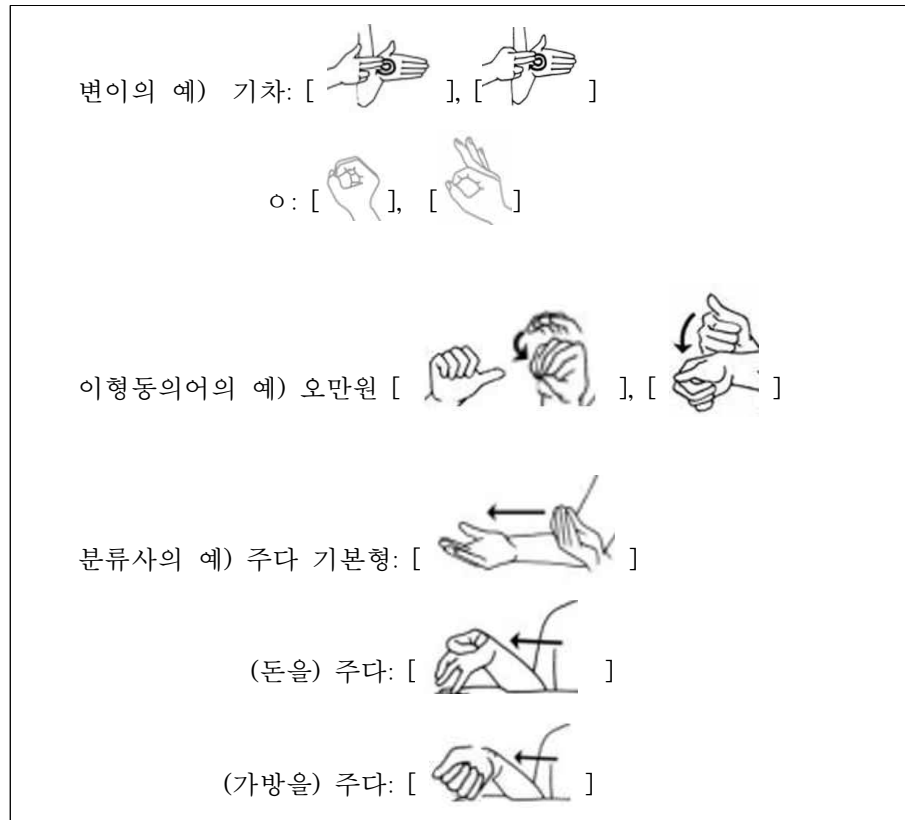 변이의 예) 기차: [ ], [ ]
ㅇ: [ ], [ ]
이형동의어의 예) 오만원 [ ], [ ]
분류사의 예) 주다 기본형: [ ]
(돈을) 주다: [ ]
(가방을) 주다: [ ]